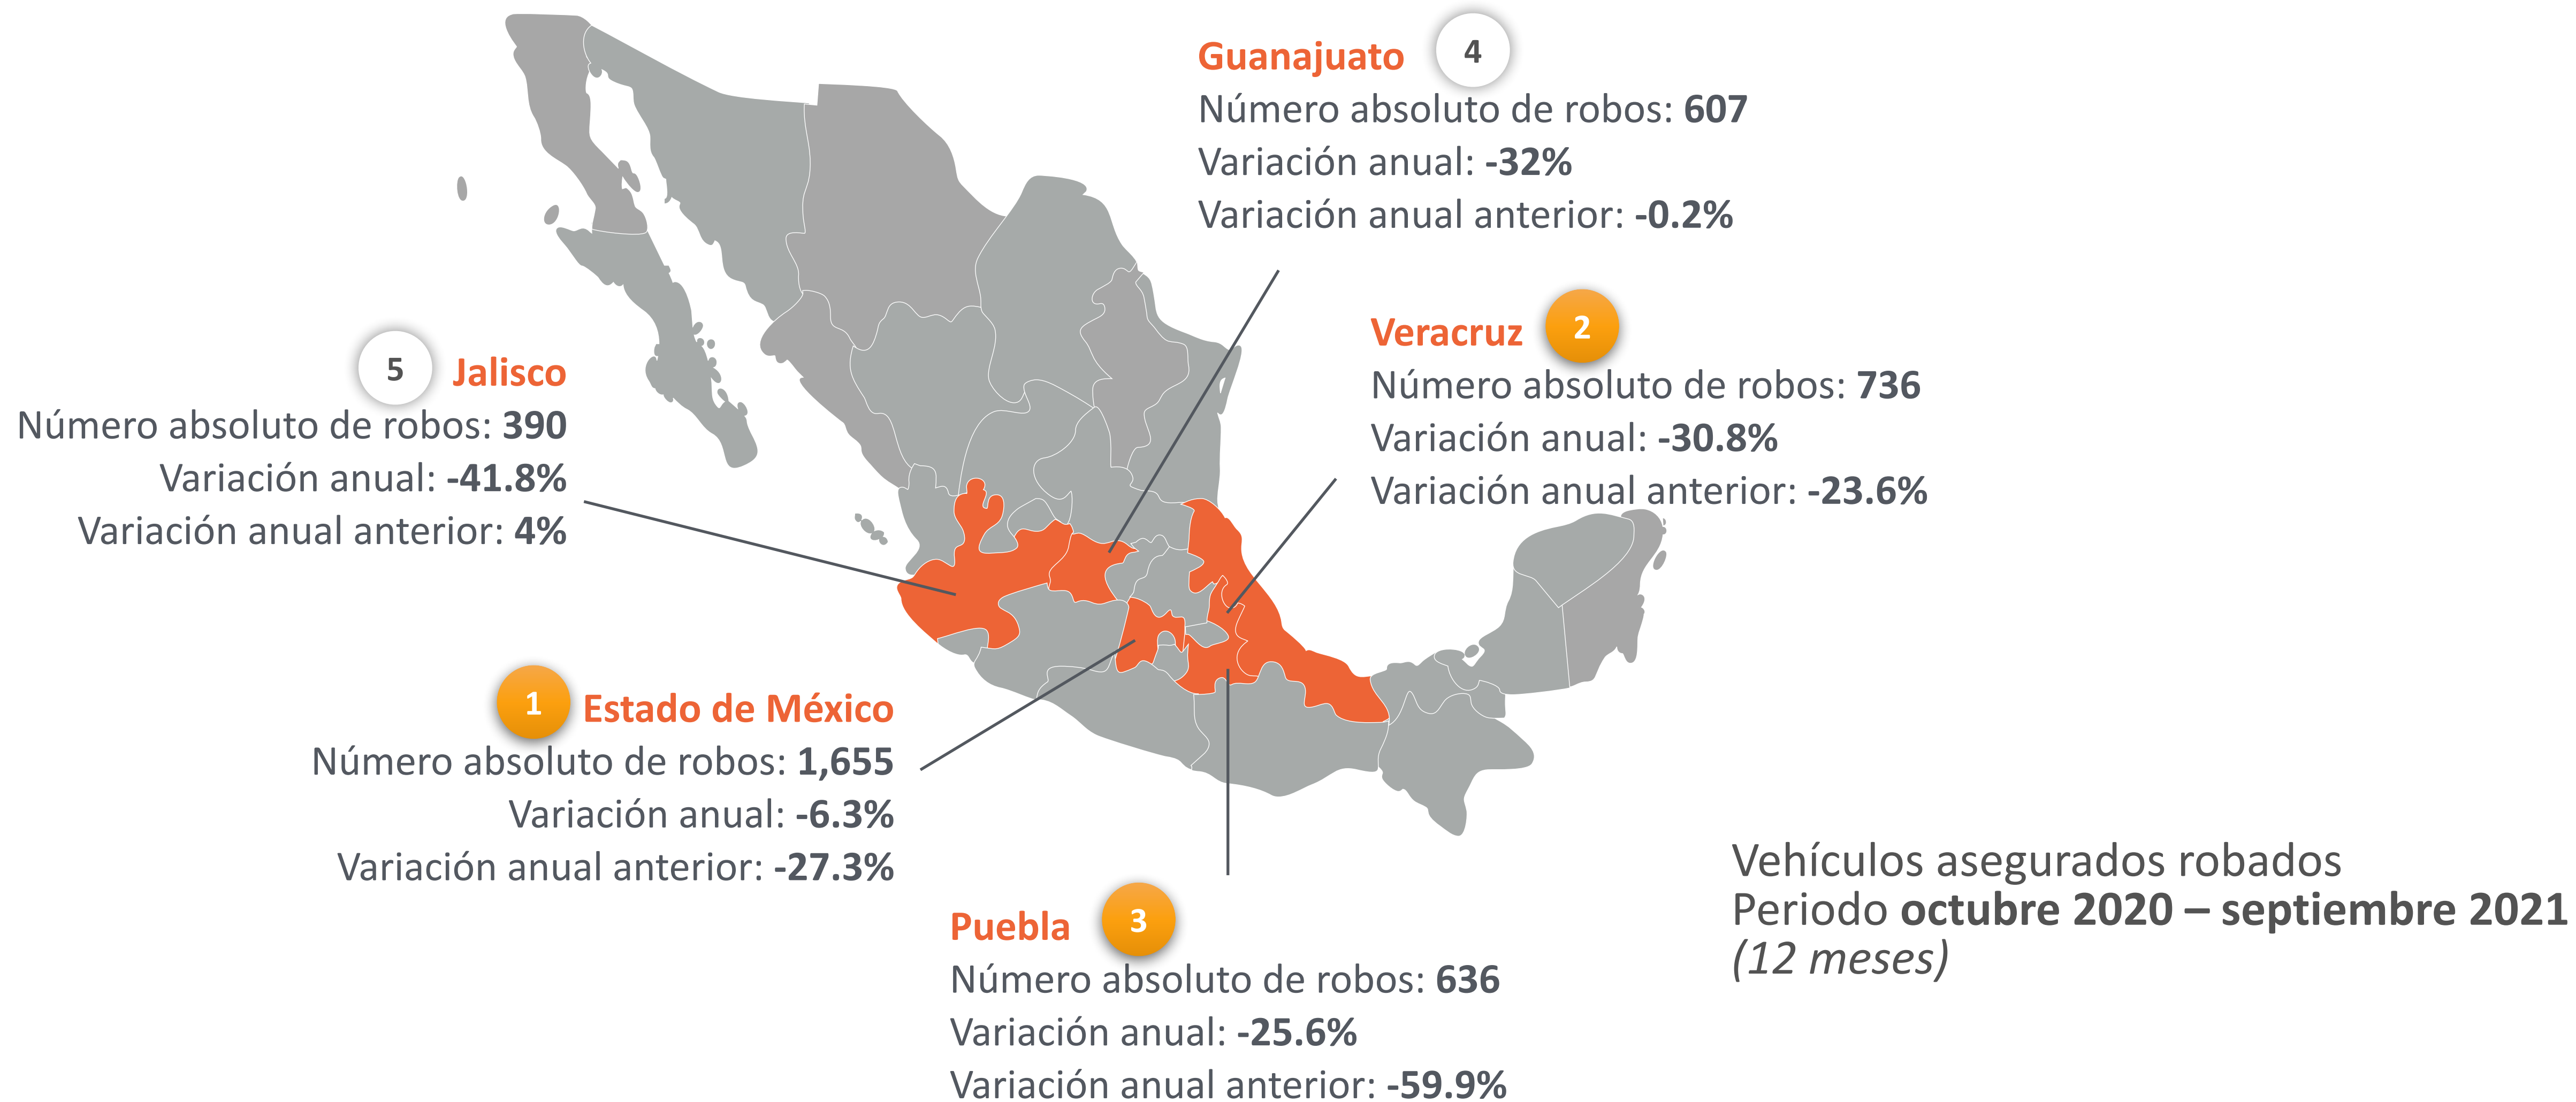 Guanajuato 4
Número absoluto de robos: 607
Variación anual: -32%
Variación anual anterior: -0.2%
Veracruz 2
Número absoluto de robos: 736
Variación anual: -30.8%
Variación anual anterior: -23.6%
5 Jalisco
Número absoluto de robos: 390
Variación anual: -41.8%
Variación anual anterior: 4%
1 Estado de México
Número absoluto de robos: 1,655
Variación anual: -6.3%
Variación anual anterior: -27.3%
Puebla 3
Número absoluto de robos: 636
Variación anual: -25.6%
Variación anual anterior: -59.9%
Vehículos asegurados robados
Periodo octubre 2020 – septiembre 2021
(12 meses)